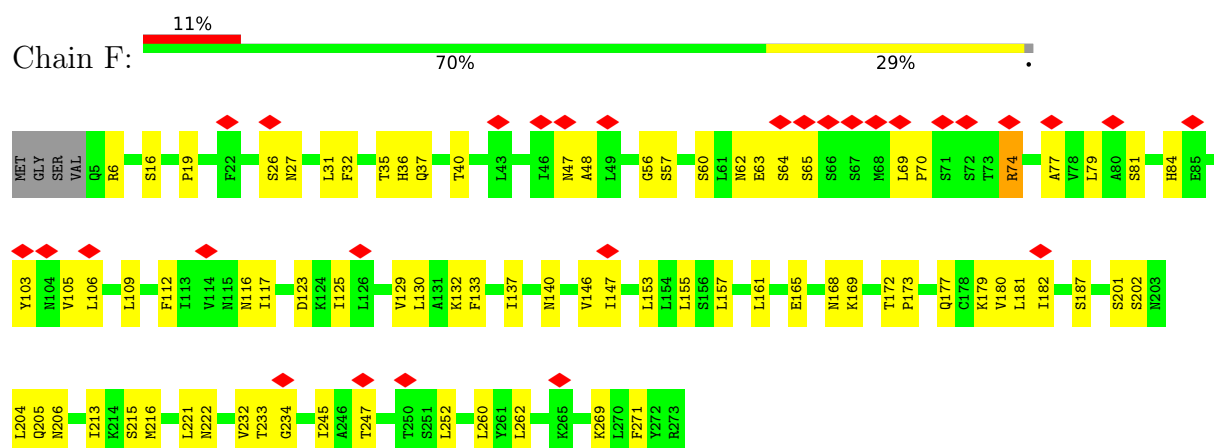 11%
Chain F:
70% 29% •
MET GLY SER VAL Q5 R6 S16 P19 F22 S26 N27 L31 F32 T35 H36 Q37 T40 L43 I46 N47 A48 L49 G56 S57 S60 L61 N62 E63 S64 S65 S66 S67 M68 L69 P70 S71 S72 T73 R74 A77 V78 L79 A80 S81 H84 E85
Y103 N104 V105 L106 L109 F112 I113 V114 N115 N116 I117 D123 K124 I125 L126 V129 L130 A131 K132 F133 I137 N140 V146 I147 L153 L154 L155 S156 L157 L161 E165 N168 K169 T172 P173 Q177 C178 K179 V180 L181 I182 S187 S201 S202 N203
L204 Q205 N206 I213 K214 S215 M216 L221 N222 V232 T233 G234 I245 A246 T247 T250 S251 L252 L260 Y261 L262 K265 K269 L270 F271 Y272 R273